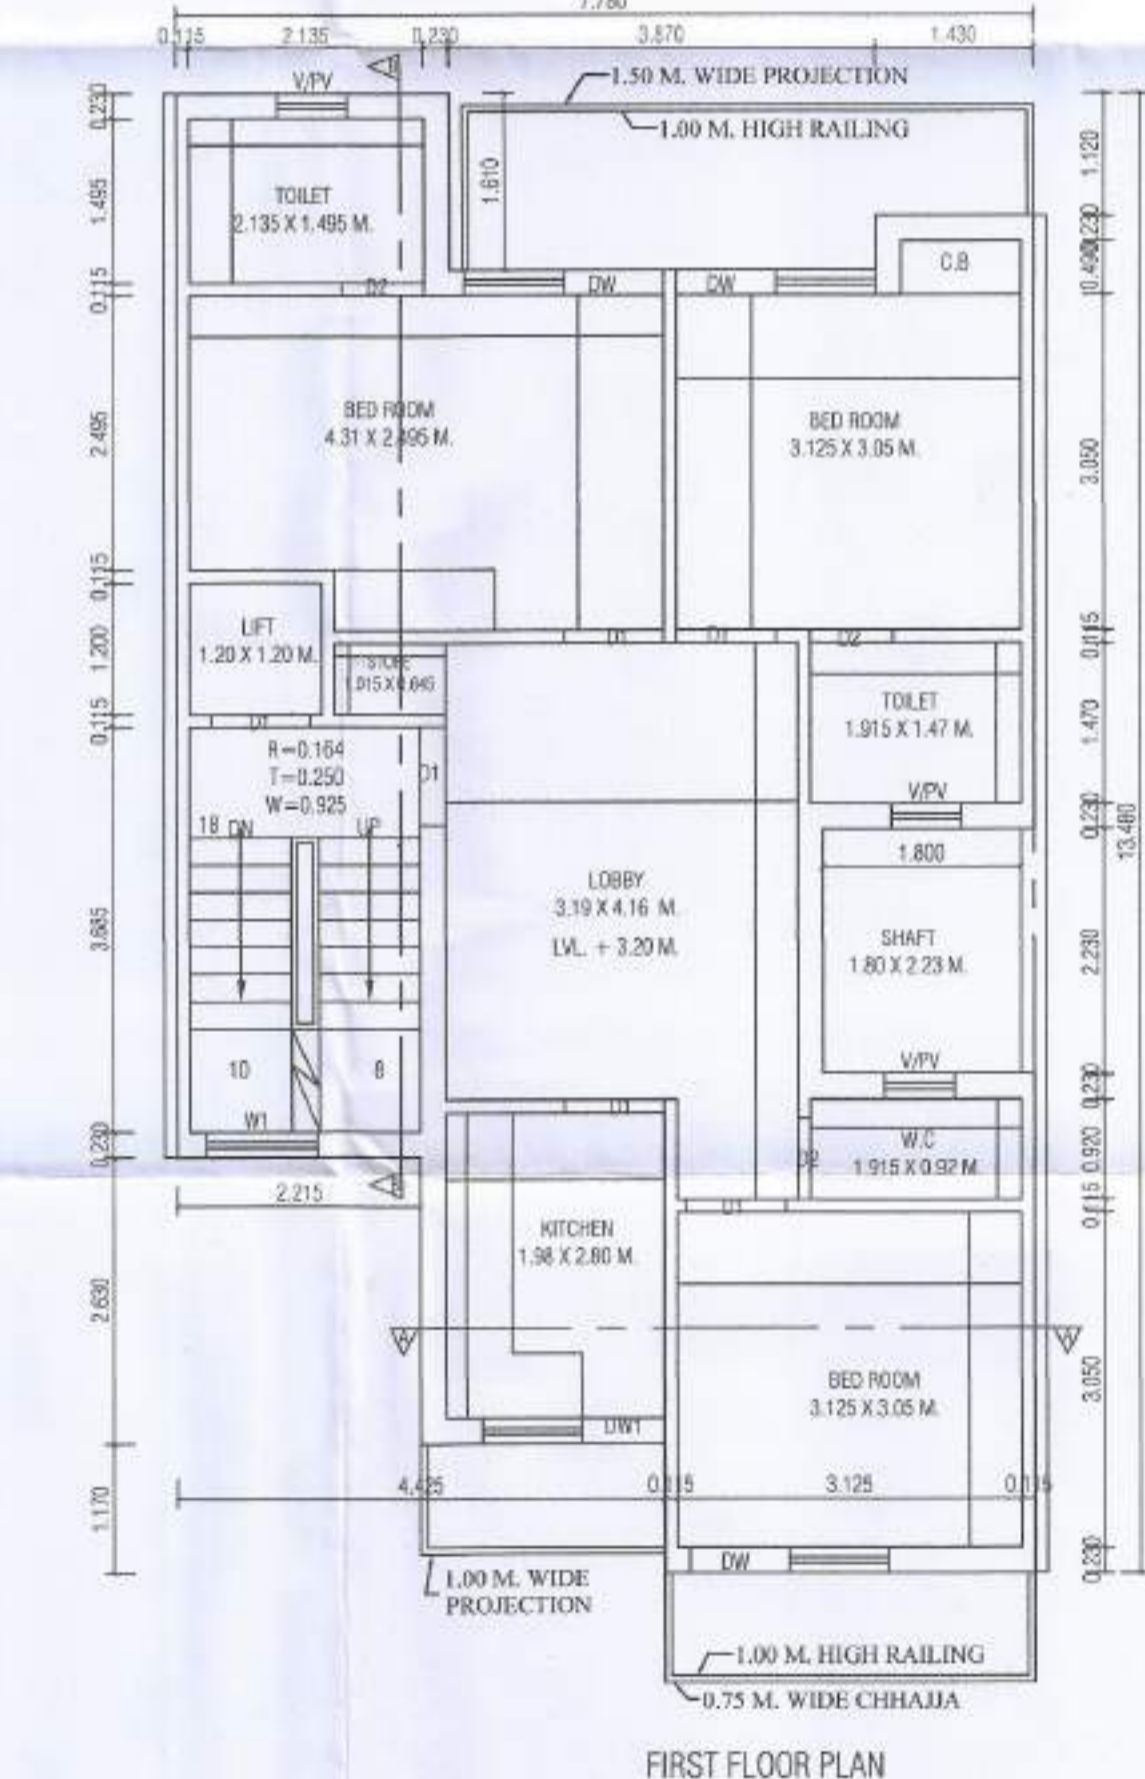 7.780
0.115 2.135 0.230 3.870 1.430
B
1.50 M. WIDE PROJECTION
V/PV
1.00 M. HIGH RAILING
0.230
1.120
1.495
1.610
TOILET
2.135 X 1.495 M.
0.230
0.490
C.B
0.115
D2
DW
DW
BED ROOM
4.31 X 2.495 M.
BED ROOM
3.125 X 3.05 M.
2.495
3.050
0.115
LIFT
1.20 X 1.20 M.
1.200
D1
D1
D2
0.115
STORE
1.015 X 0.645
TOILET
1.915 X 1.47 M.
0.115
1.470
D1
R=0.164
T=0.250
W=0.925
D1
V/PV
18 DN
UP
0.230
13.480
1.800
LOBBY
3.19 X 4.16 M.
LVL. + 3.20 M.
3.685
SHAFT
1.80 X 2.23 M.
2.230
10
8
V/PV
W1
D1
0.230
0.230
D2
W.C
1.915 X 0.92 M.
0.920
2.215
B
D1
0.115
KITCHEN
1.98 X 2.80 M.
2.630
A
A
BED ROOM
3.125 X 3.05 M.
3.050
DW1
4.425 0.115 3.125 0.115
1.170
DW
0.230
1.00 M. WIDE
PROJECTION
1.00 M. HIGH RAILING
0.75 M. WIDE CHHAJJA
FIRST FLOOR PLAN